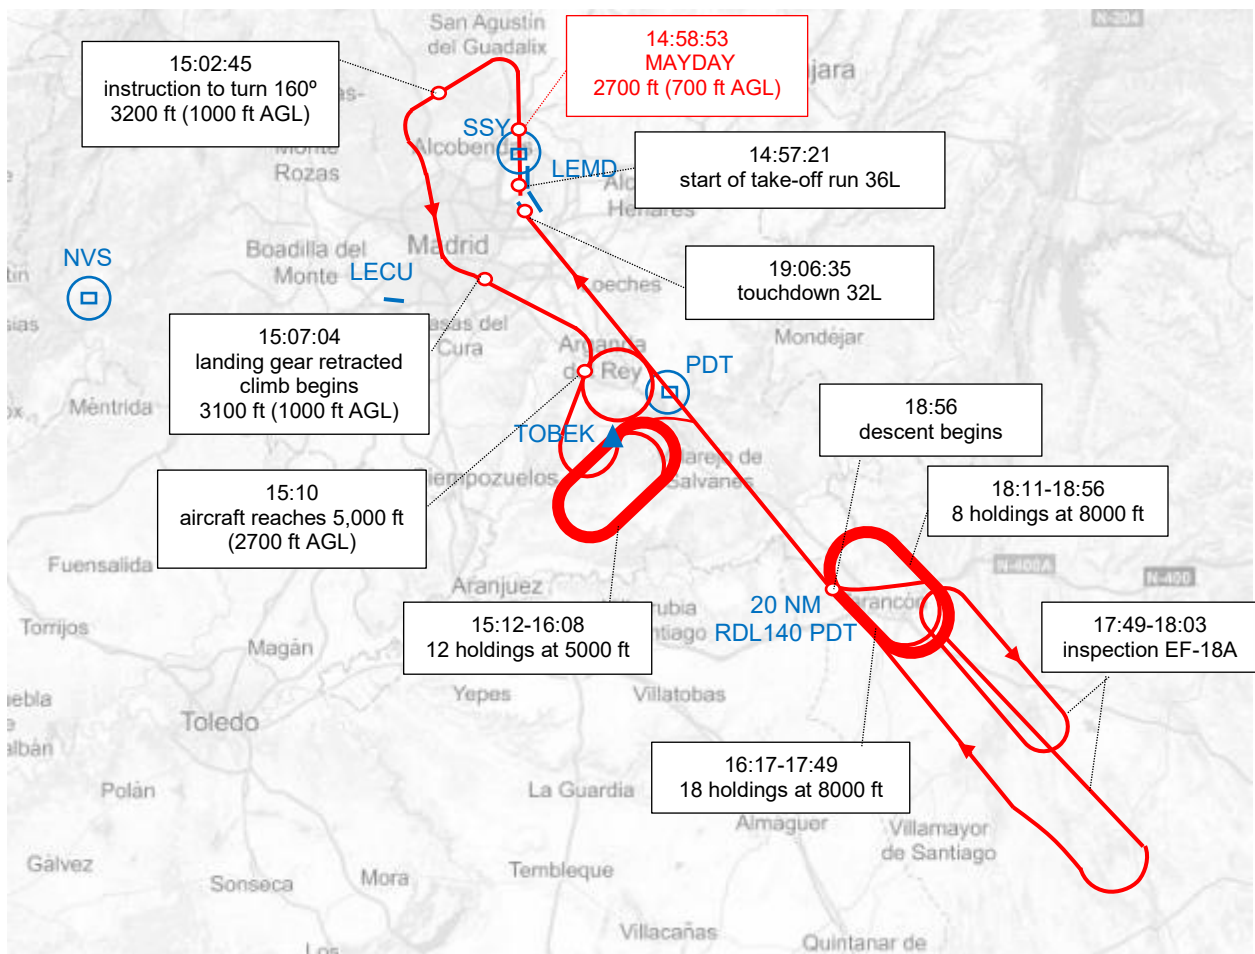 San Agustín
del Guadalix
N-204
14:58:53
MAYDAY
2700 ft (700 ft AGL)
15:02:45
instruction to turn 160º
3200 ft (1000 ft AGL)
SSY
Alcobendas
LEMD
14:57:21
start of take-off run 36L
Rozas
Henares
Boadilla del
Monte
Madrid
NVS
LECU
19:06:35
touchdown 32L
15:07:04
landing gear retracted
climb begins
3100 ft (1000 ft AGL)
Cura
Arganda
del Rey
Mondéjar
PDT
Méntrida
TOBEK
18:56
descent begins
15:10
aircraft reaches 5,000 ft
(2700 ft AGL)
Salvanés
18:11-18:56
8 holdings at 8000 ft
Fuensalida
N-400A
N-400
Aranjuez
15:12-16:08
12 holdings at 5000 ft
20 NM
RDL140 PDT
17:49-18:03
inspection EF-18A
Torrijos
Magán
Yepes
Villatobas
Toledo
16:17-17:49
18 holdings at 8000 ft
Polán
La Guardia
Almaguer
Villamayor
de Santiago
Gálvez
Sonseca
Mora
Tembleque
Villacañas
Quintanar de
Los